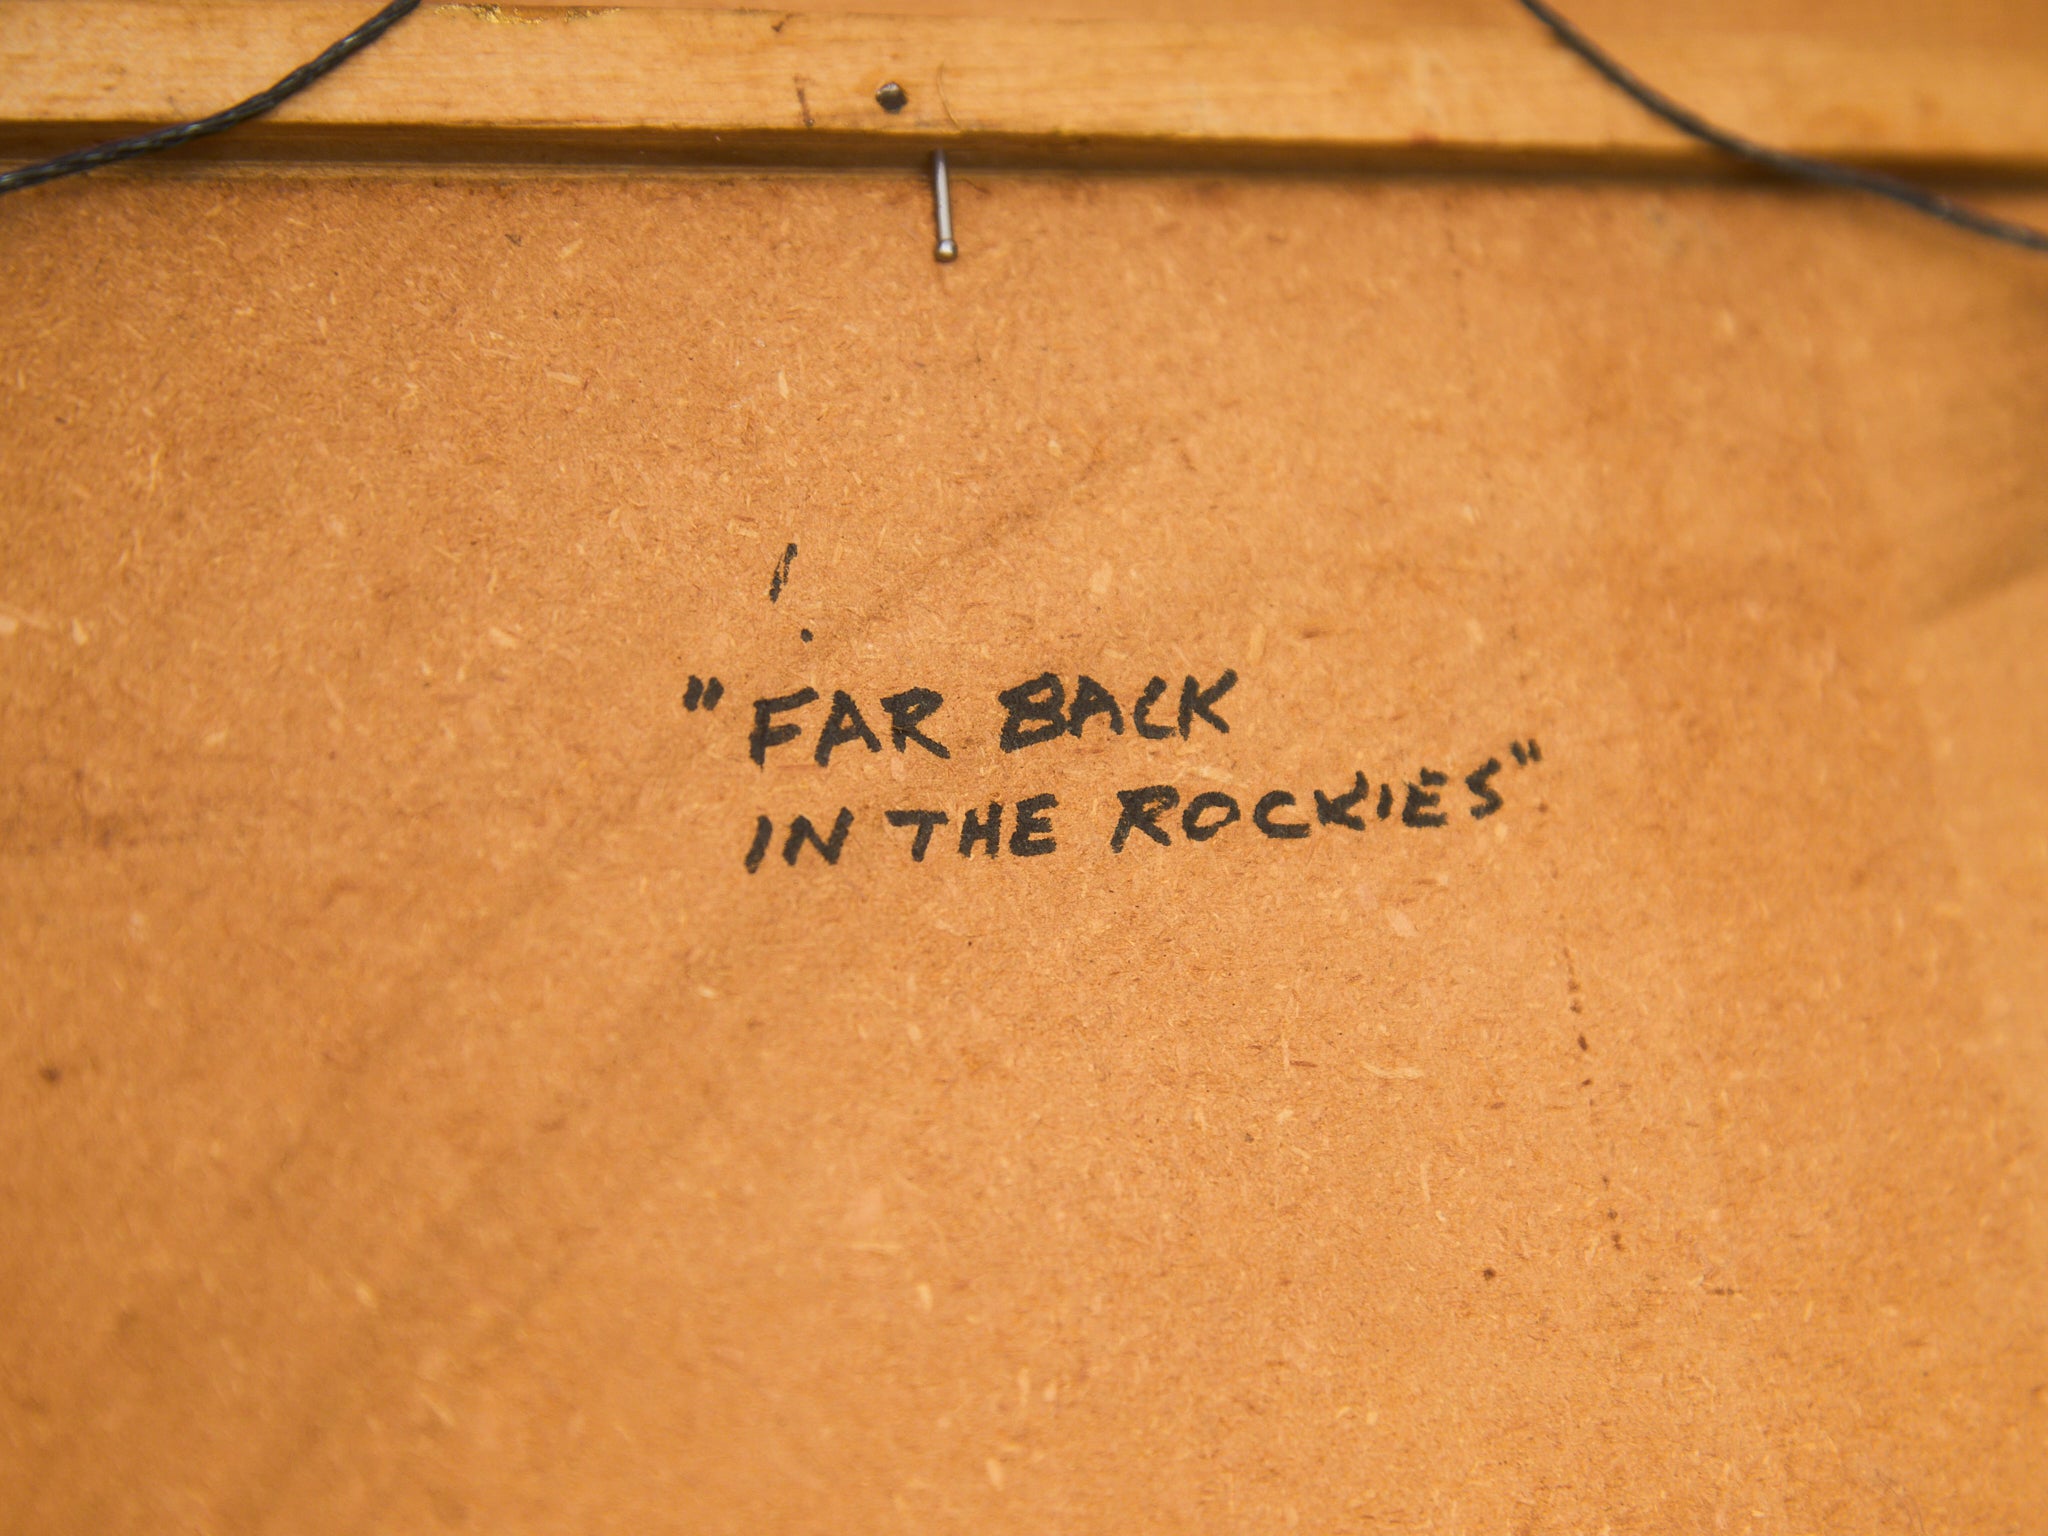 "FAR BACK
IN THE ROCKIES"